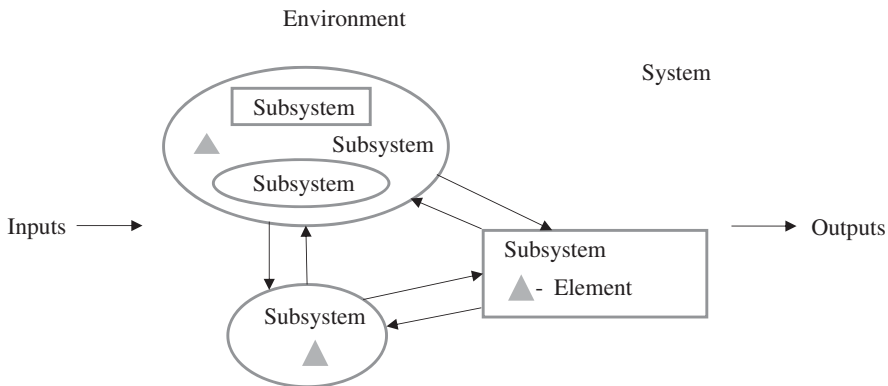 Environment
System
Subsystem
Subsystem
Subsystem
Inputs
Outputs
Subsystem
- Element
Subsystem